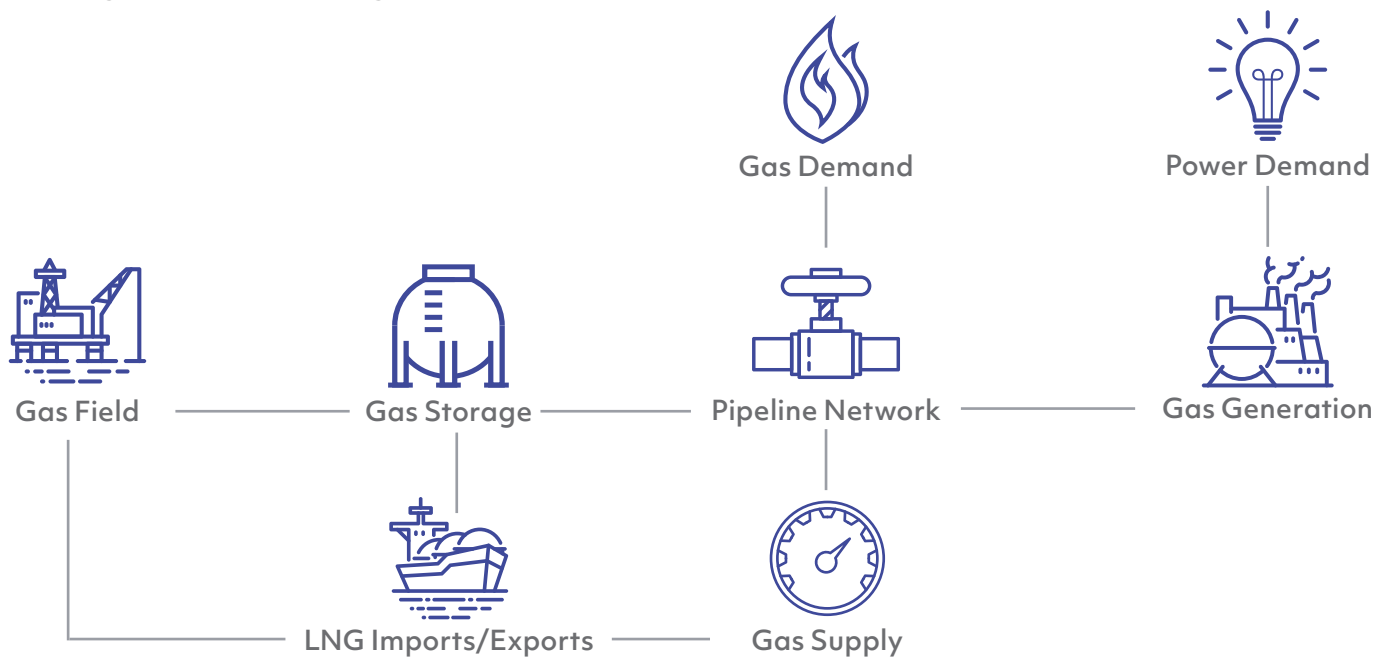 Gas Demand
Power Demand
Gas Field
Gas Storage
Pipeline Network
Gas Generation
LNG Imports/Exports
Gas Supply